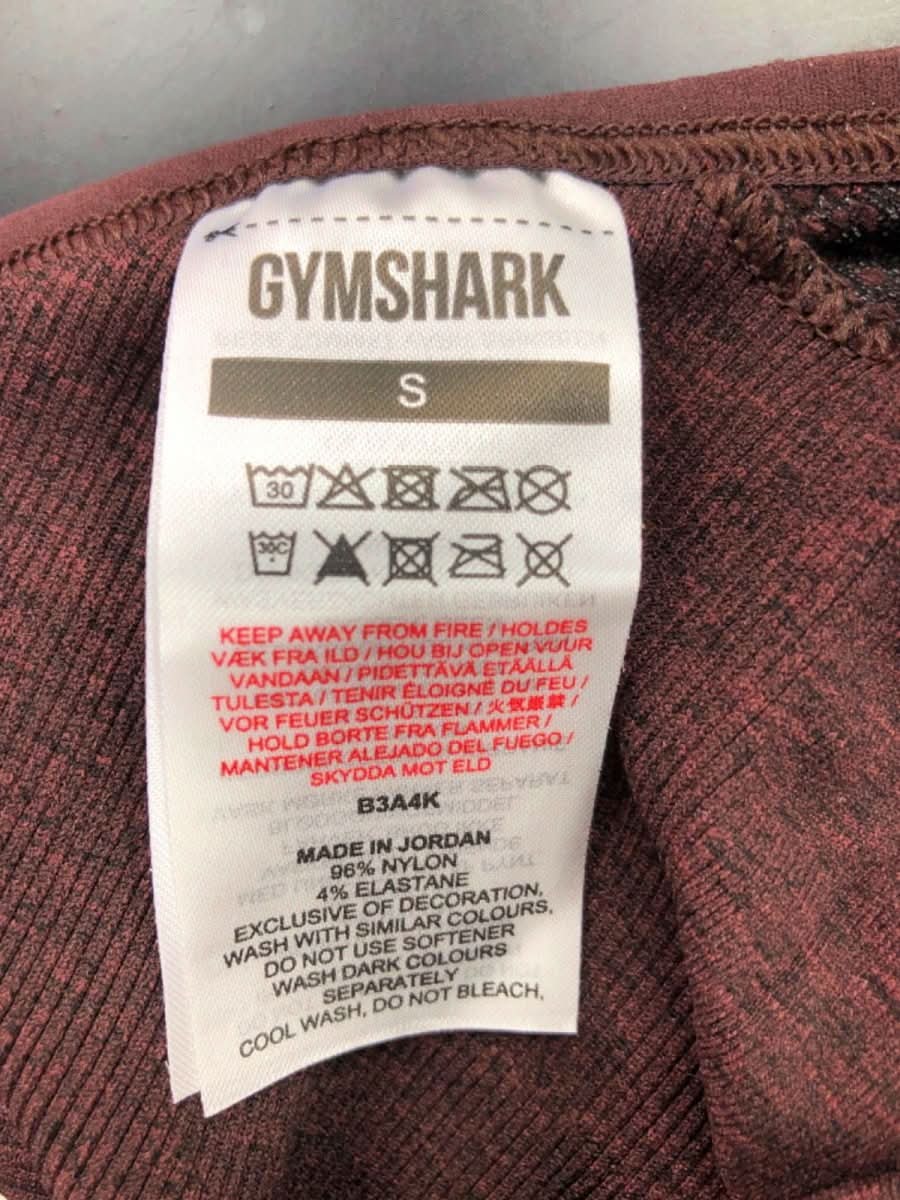 GYMSHARK
S
30
30C
KEEP AWAY FROM FIRE / HOLDES
VÆK FRA ILD / HOU BIJ OPEN VUUR
VANDAAN / PIDETTÄVÄ ETÄÄLLÄ
TULESTA / TENIR ÉLOIGNÉ DU FEU /
VOR FEUER SCHÜTZEN / 火気厳禁 /
HOLD BORTE FRA FLAMMER /
MANTENER ALEJADO DEL FUEGO /
SKYDDA MOT ELD
B3A4K
MADE IN JORDAN
96% NYLON
4% ELASTANE
EXCLUSIVE OF DECORATION,
WASH WITH SIMILAR COLOURS,
DO NOT USE SOFTENER
WASH DARK COLOURS
SEPARATELY
COOL WASH, DO NOT BLEACH,